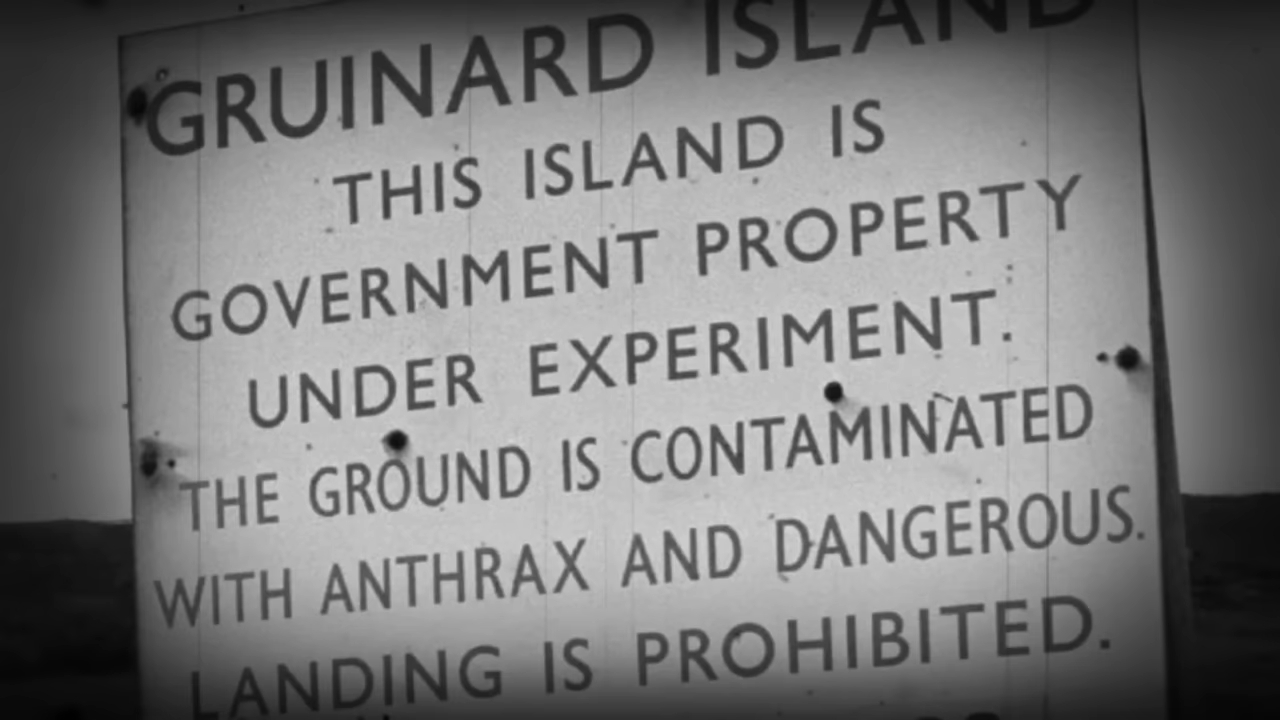 GRUINARD ISLAND
THIS ISLAND IS
GOVERNMENT PROPERTY
UNDER EXPERIMENT.
THE GROUND IS CONTAMINATED
WITH ANTHRAX AND DANGEROUS.
LANDING IS PROHIBITED.